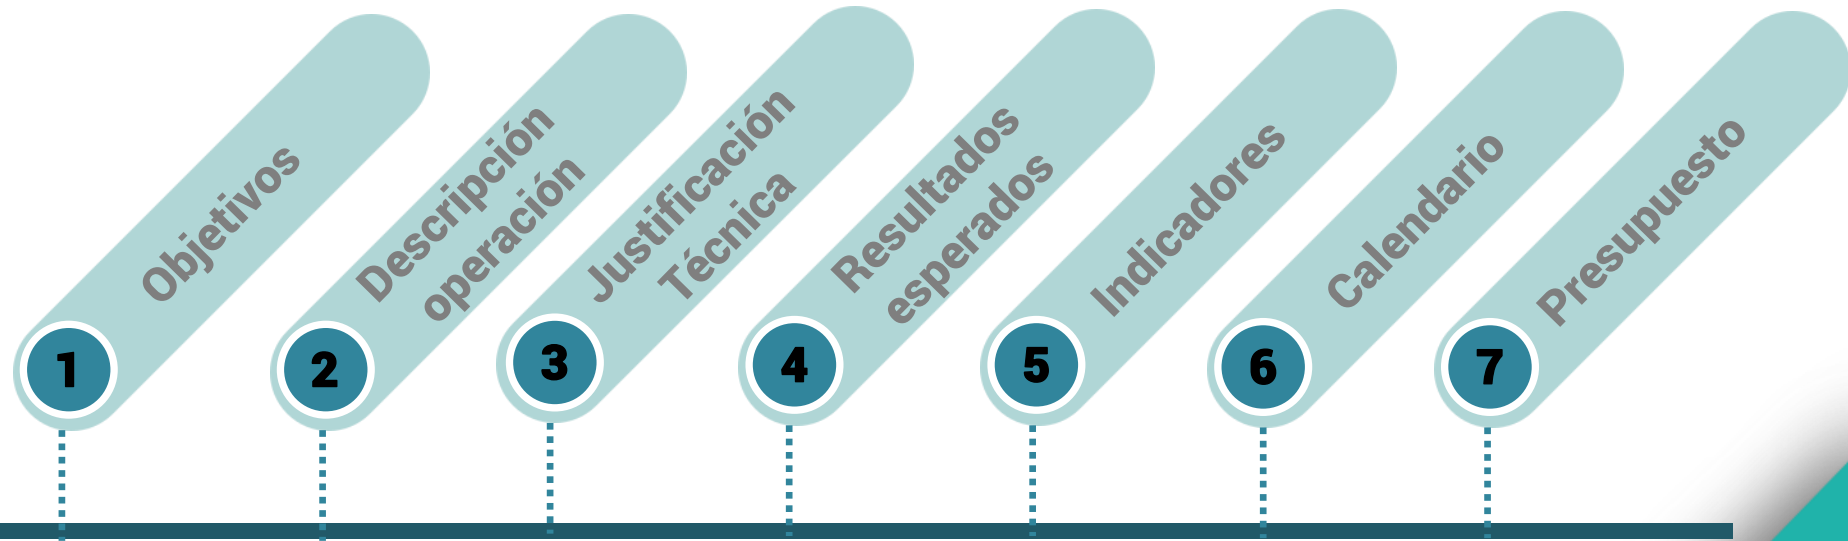 Objetivos
1
Descripción
operación
2
Justificación
Técnica
3
Resultados
esperados
4
Indicadores
5
Calendario
6
Presupuesto
7